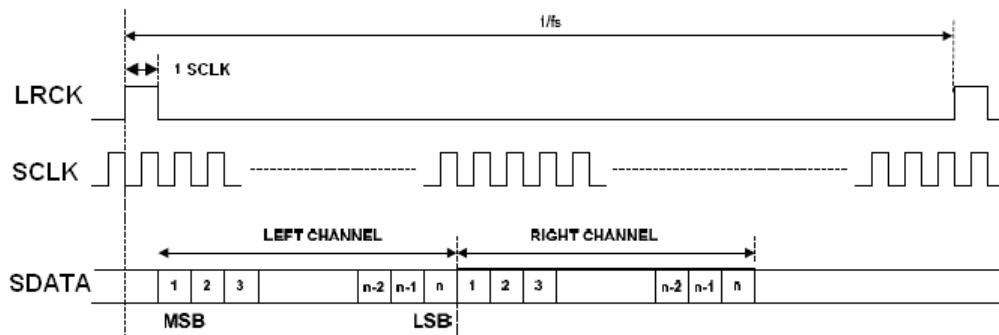 1/fs
1 SCLK
LRCK
SCLK
LEFT CHANNEL RIGHT CHANNEL
SDATA 1 2 3 n-2 n-1 n 1 2 3 n-2 n-1 n
MSB LSB